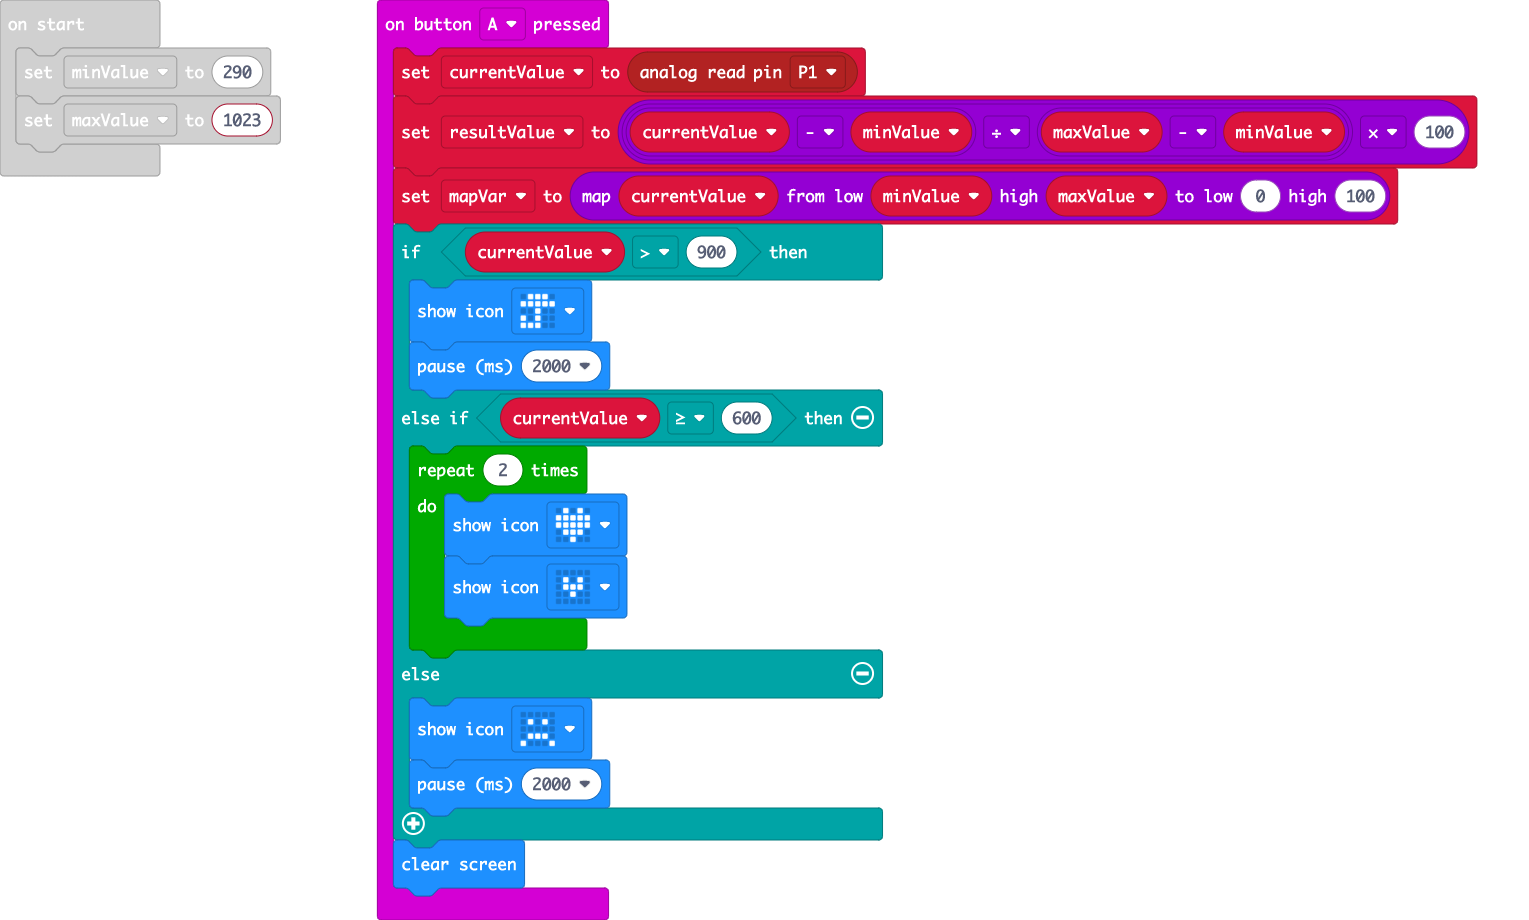 on start
set minValue to 290
set maxValue to 1023
on button A pressed
set currentValue to analog read pin P1
set resultValue to currentValue - minValue ÷ maxValue - minValue × 100
set mapVar to map currentValue from low minValue high maxValue to low 0 high 100
if currentValue > 900 then
show icon
pause (ms) 2000
else if currentValue ≥ 600 then
repeat 2 times
do
show icon
show icon
else
show icon
pause (ms) 2000
clear screen